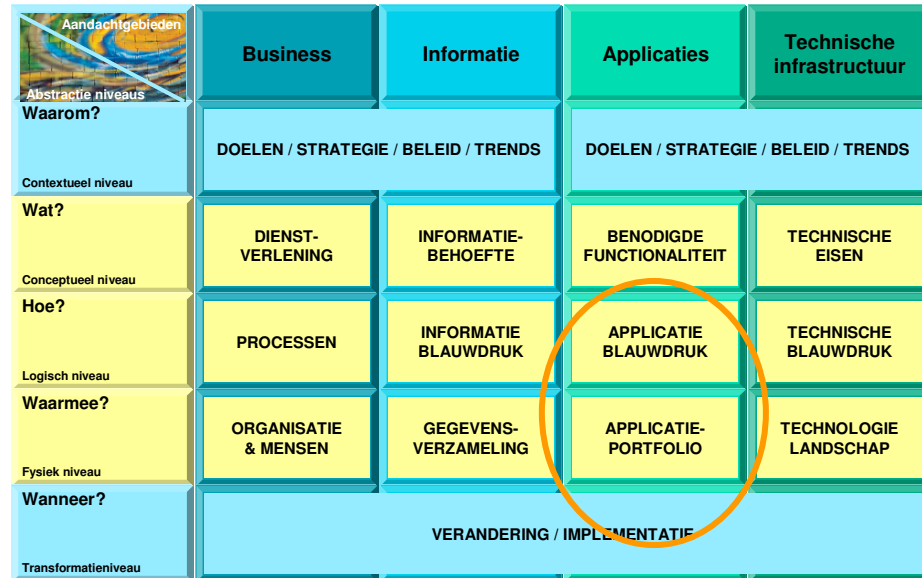 Aandachtgebieden
Abstractie niveaus
Business
Informatie
Applicaties
Technische
infrastructuur
Waarom?
Contextueel niveau
DOELEN / STRATEGIE / BELEID / TRENDS
DOELEN / STRATEGIE / BELEID / TRENDS
Wat?
Conceptueel niveau
DIENST-
VERLENING
INFORMATIE-
BEHOEFTE
BENODIGDE
FUNCTIONALITEIT
TECHNISCHE
EISEN
Hoe?
Logisch niveau
PROCESSEN
INFORMATIE
BLAUWDRUK
APPLICATIE
BLAUWDRUK
TECHNISCHE
BLAUWDRUK
Waarmee?
Fysiek niveau
ORGANISATIE
& MENSEN
GEGEVENS-
VERZAMELING
APPLICATIE-
PORTFOLIO
TECHNOLOGIE
LANDSCHAP
Wanneer?
Transformatieniveau
VERANDERING / IMPLEMENTATIE